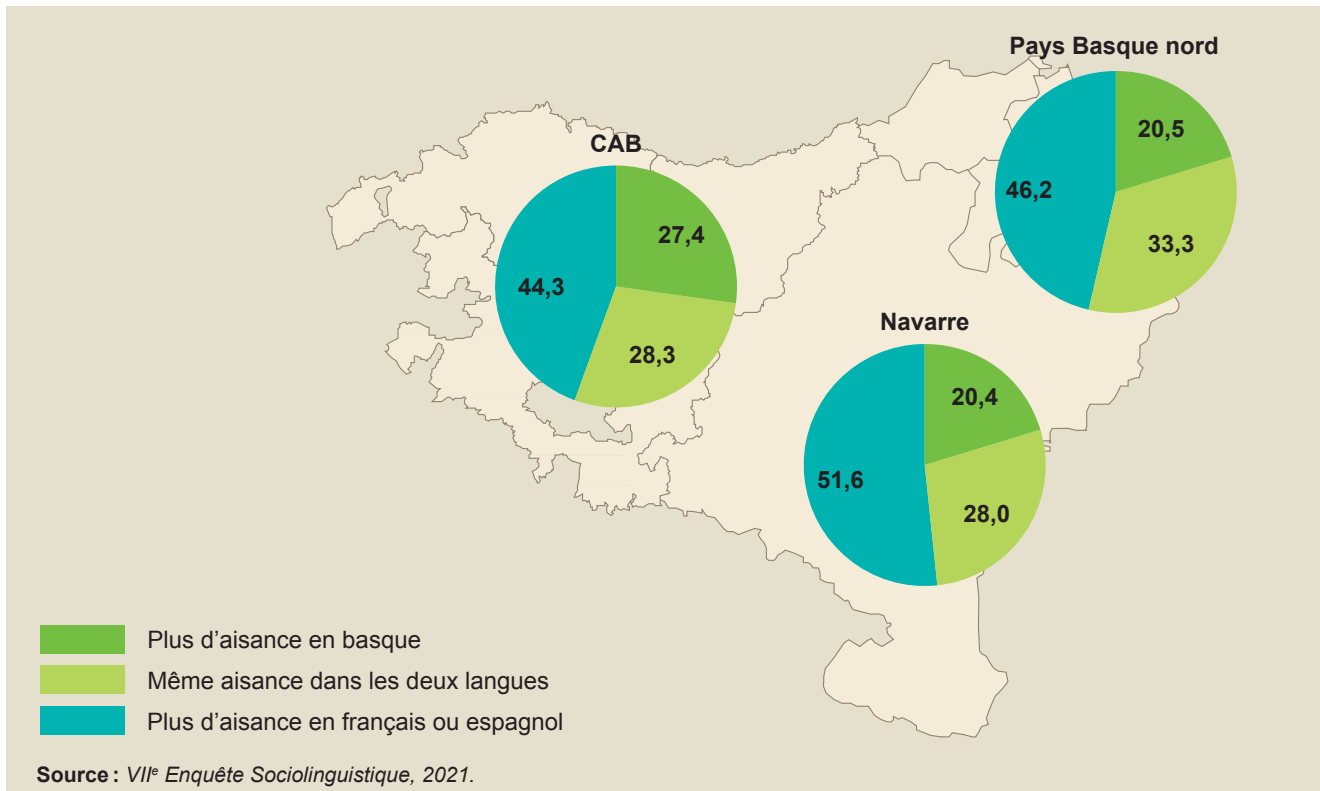 Pays Basque nord
20,5
46,2
33,3
CAB
27,4
44,3
28,3
Navarre
20,4
51,6
28,0
Plus d’aisance en basque
Même aisance dans les deux langues
Plus d’aisance en français ou espagnol
Source : VIIe Enquête Sociolinguistique, 2021.